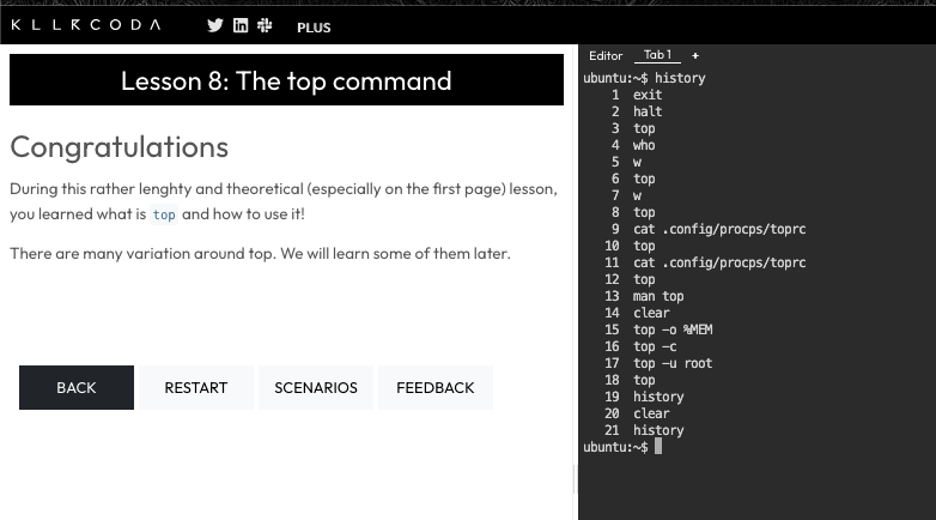 KILLERCODA
PLUS
Lesson 8: The top command
Congratulations
During this rather lenghty and theoretical (especially on the first page) lesson,
you learned what is top and how to use it!
There are many variation around top. We will learn some of them later.
BACK RESTART SCENARIOS FEEDBACK
Editor Tab 1 +
ubuntu:~$ history
1 exit
2 halt
3 top
4 who
5 w
6 top
7 w
8 top
9 cat .config/procps/toprc
10 top
11 cat .config/procps/toprc
12 top
13 man top
14 clear
15 top -o %MEM
16 top -c
17 top -u root
18 top
19 history
20 clear
21 history
ubuntu:~$